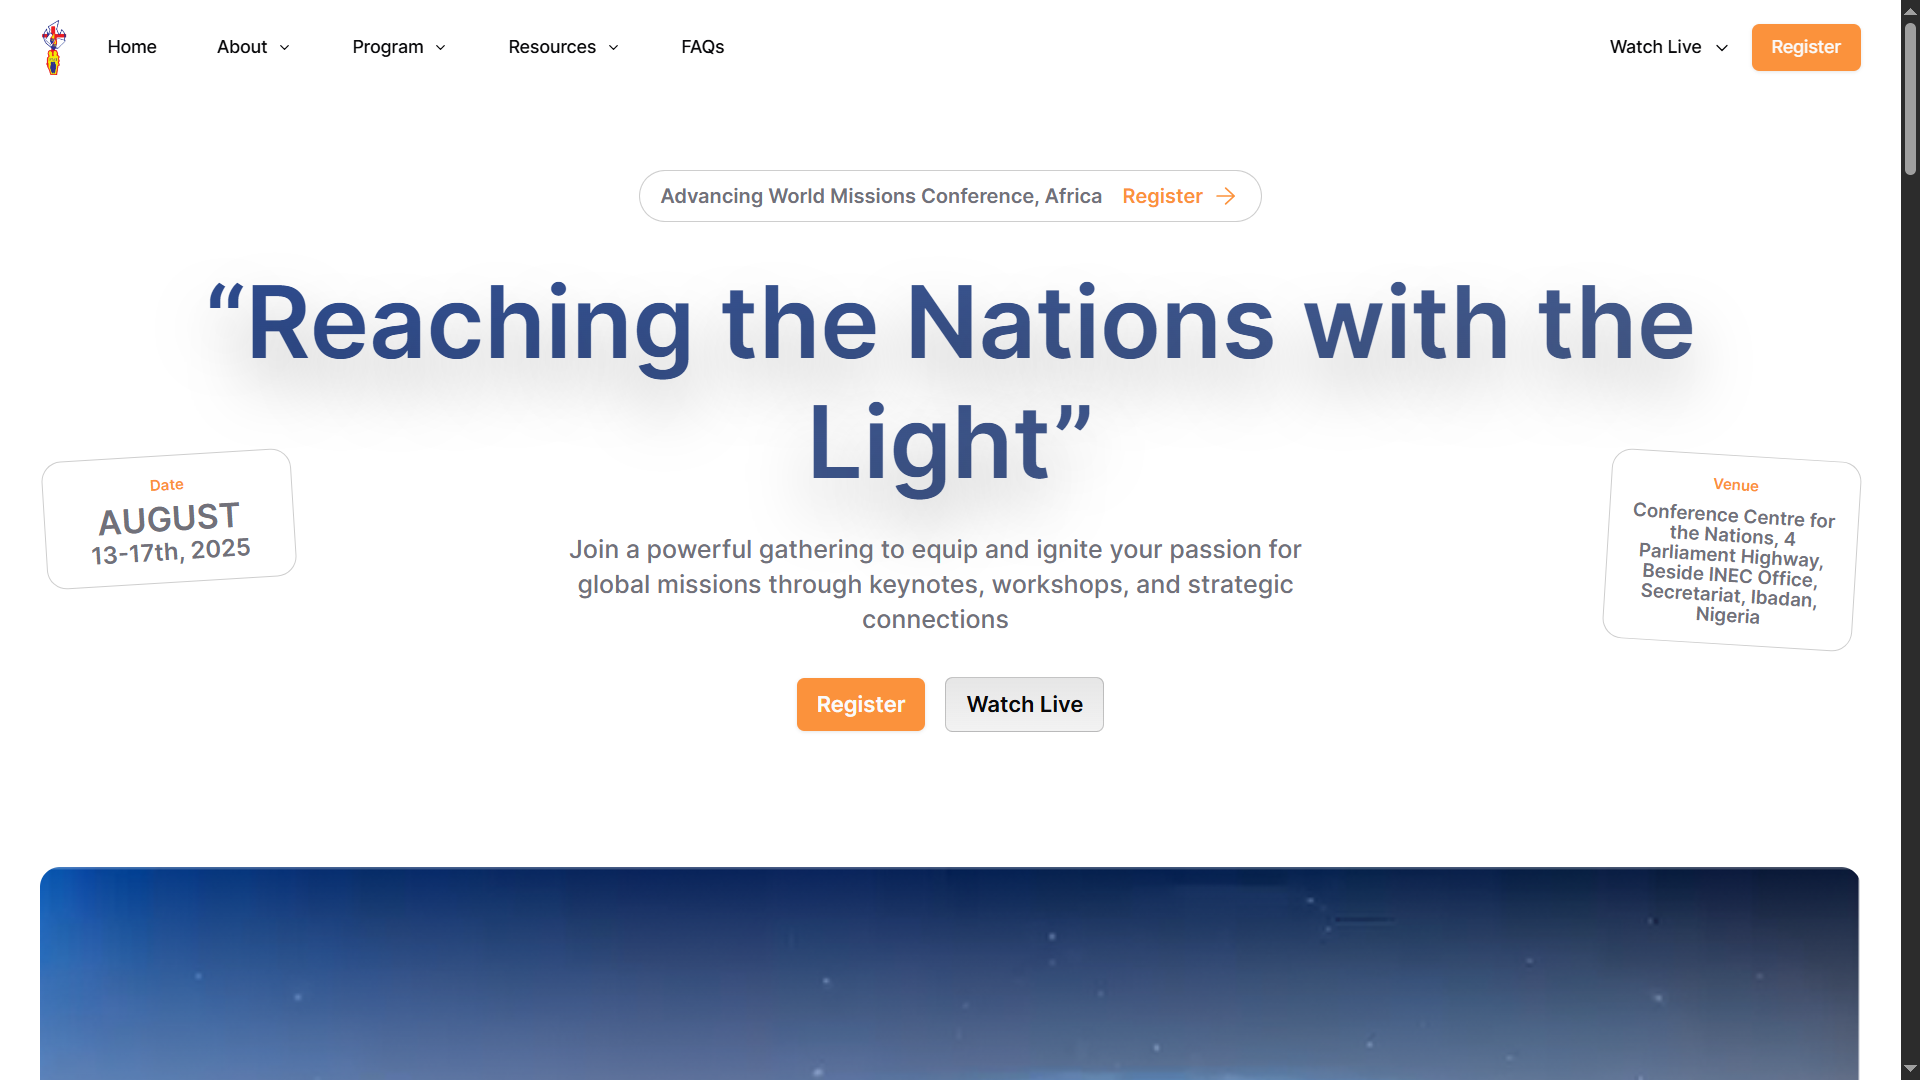 Home
About
Program
Resources
FAQs
Watch Live
Register
Advancing World Missions Conference, Africa Register
“Reaching the Nations with the
Light”
Date
AUGUST
13-17th, 2025
Venue
Conference Centre for
the Nations, 4
Parliament Highway,
Beside INEC Office,
Secretariat, Ibadan,
Nigeria
Join a powerful gathering to equip and ignite your passion for
global missions through keynotes, workshops, and strategic
connections
Register
Watch Live